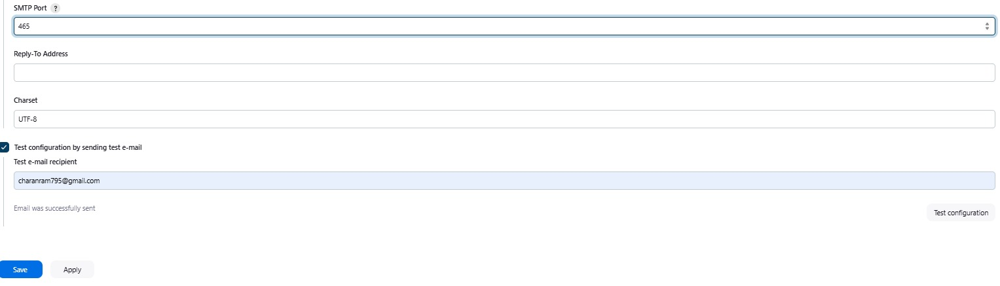 SMTP Port ?
465
Reply-To Address
Charset
UTF-8
Test configuration by sending test e-mail
Test e-mail recipient
charanram795@gmail.com
Email was successfully sent
Test configuration
Save Apply